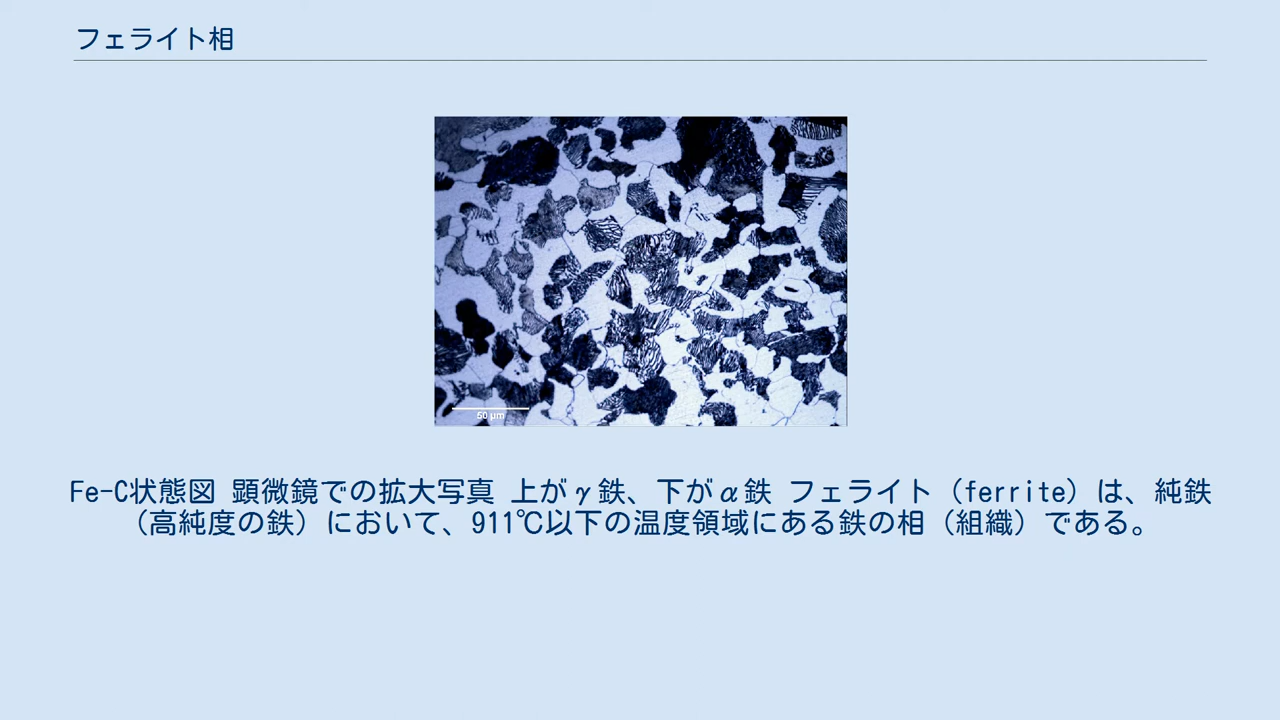 フェライト相
50 μm
Fe-C状態図 顕微鏡での拡大写真 上がγ鉄、下がα鉄 フェライト（ferrite）は、純鉄
（高純度の鉄）において、911℃以下の温度領域にある鉄の相（組織）である。